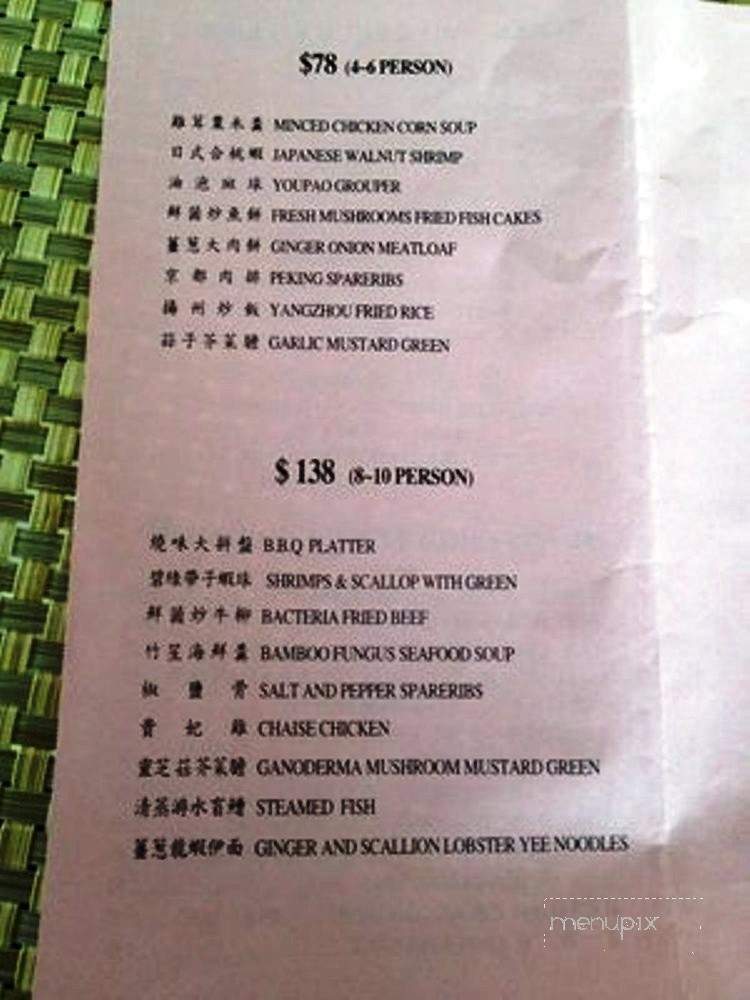 $78 (4-6 PERSON)
雞茸粟米羹 MINCED CHICKEN CORN SOUP
日式合桃蝦 JAPANESE WALNUT SHRIMP
油泡斑球 YOUPAO GROUPER
鮮菌炒魚餅 FRESH MUSHROOMS FRIED FISH CAKES
薑蔥大肉餅 GINGER ONION MEATLOAF
京都肉排 PEKING SPARERIBS
揚州炒飯 YANGZHOU FRIED RICE
蒜子芥菜膽 GARLIC MUSTARD GREEN
$138 (8-10 PERSON)
燒味大拼盤 B.B.Q PLATTER
碧綠帶子蝦球 SHRIMPS & SCALLOP WITH GREEN
鮮菌炒牛柳 BACTERIA FRIED BEEF
竹笙海鮮羹 BAMBOO FUNGUS SEAFOOD SOUP
椒鹽骨 SALT AND PEPPER SPARERIBS
貴妃雞 CHAISE CHICKEN
靈芝菇芥菜膽 GANODERMA MUSHROOM MUSTARD GREEN
清蒸游水盲鰽 STEAMED FISH
薑蔥龍蝦伊面 GINGER AND SCALLION LOBSTER YEE NOODLES
menupix